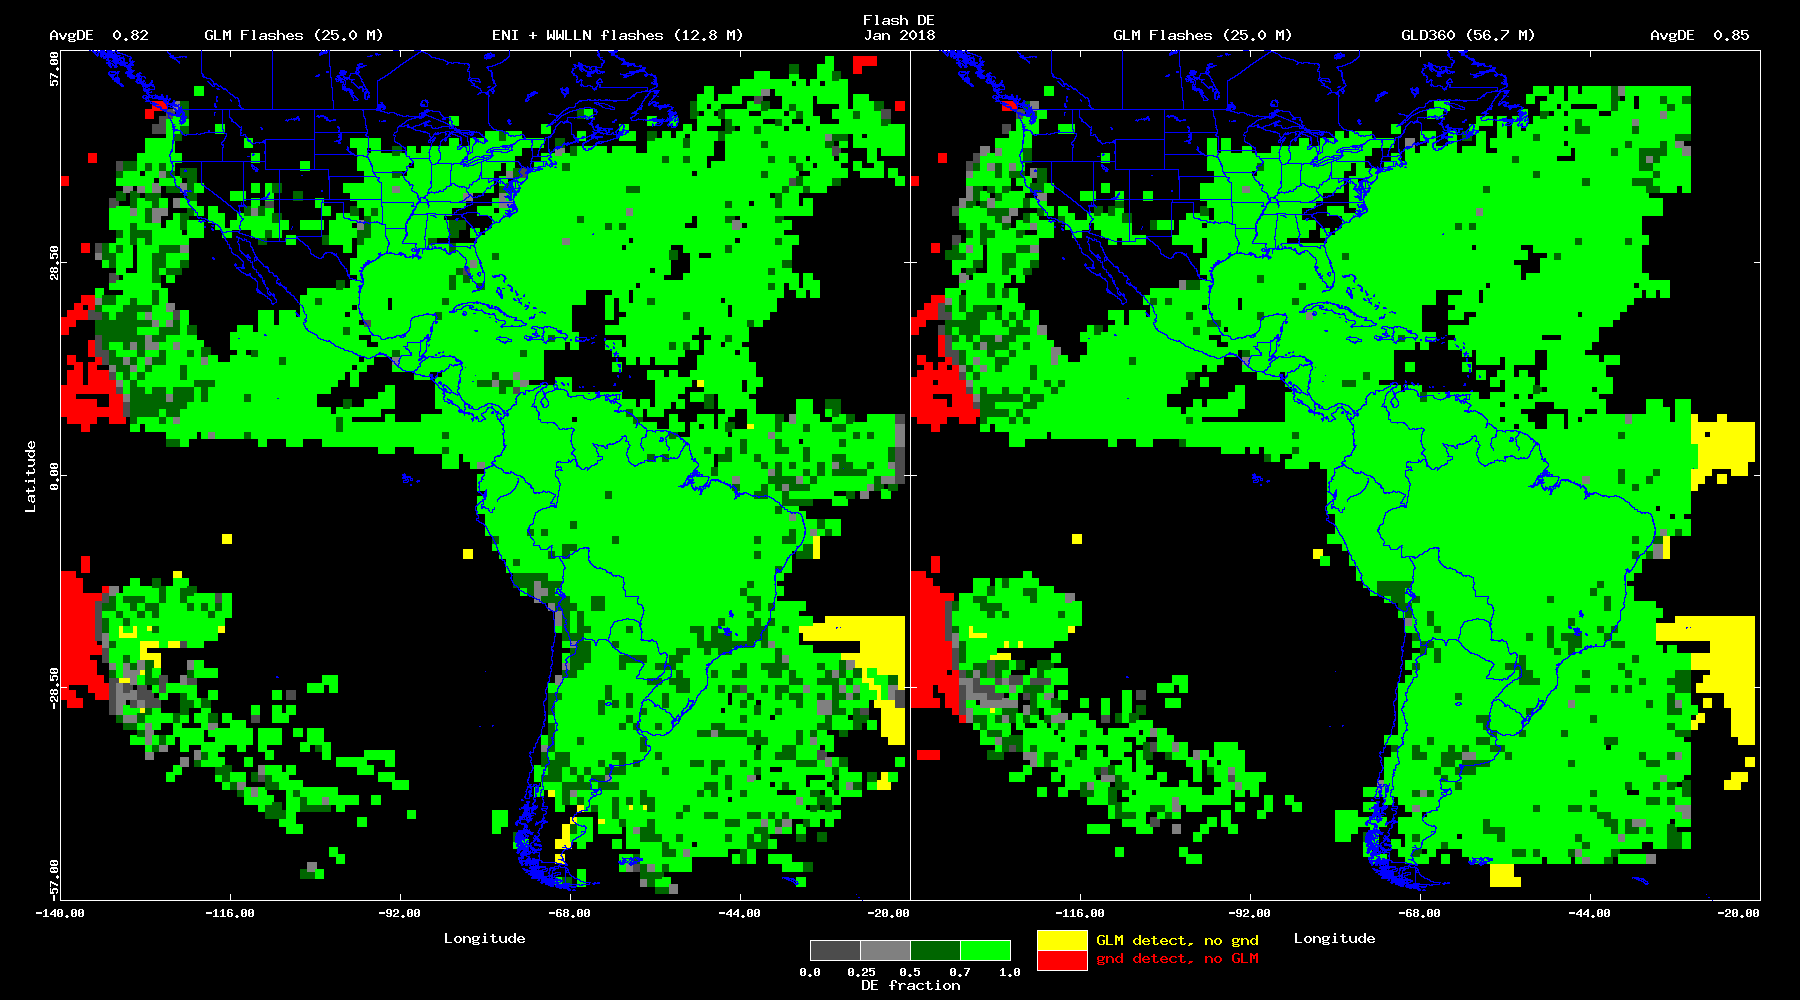 Flash DE
AvgDE 0.82 GLM Flashes (25.0 M) ENI + WWLLN flashes (12.8 M) Jan 2018 GLM Flashes (25.0 M) GLD360 (56.7 M) AvgDE 0.85
57.00
28.50
0.00
-28.50
-57.00
Latitude
-140.00 -116.00 -92.00 -68.00 -44.00 -20.00 -116.00 -92.00 -68.00 -44.00 -20.00
Longitude Longitude
GLM detect, no gnd
gnd detect, no GLM
0.0 0.25 0.5 0.7 1.0
DE fraction